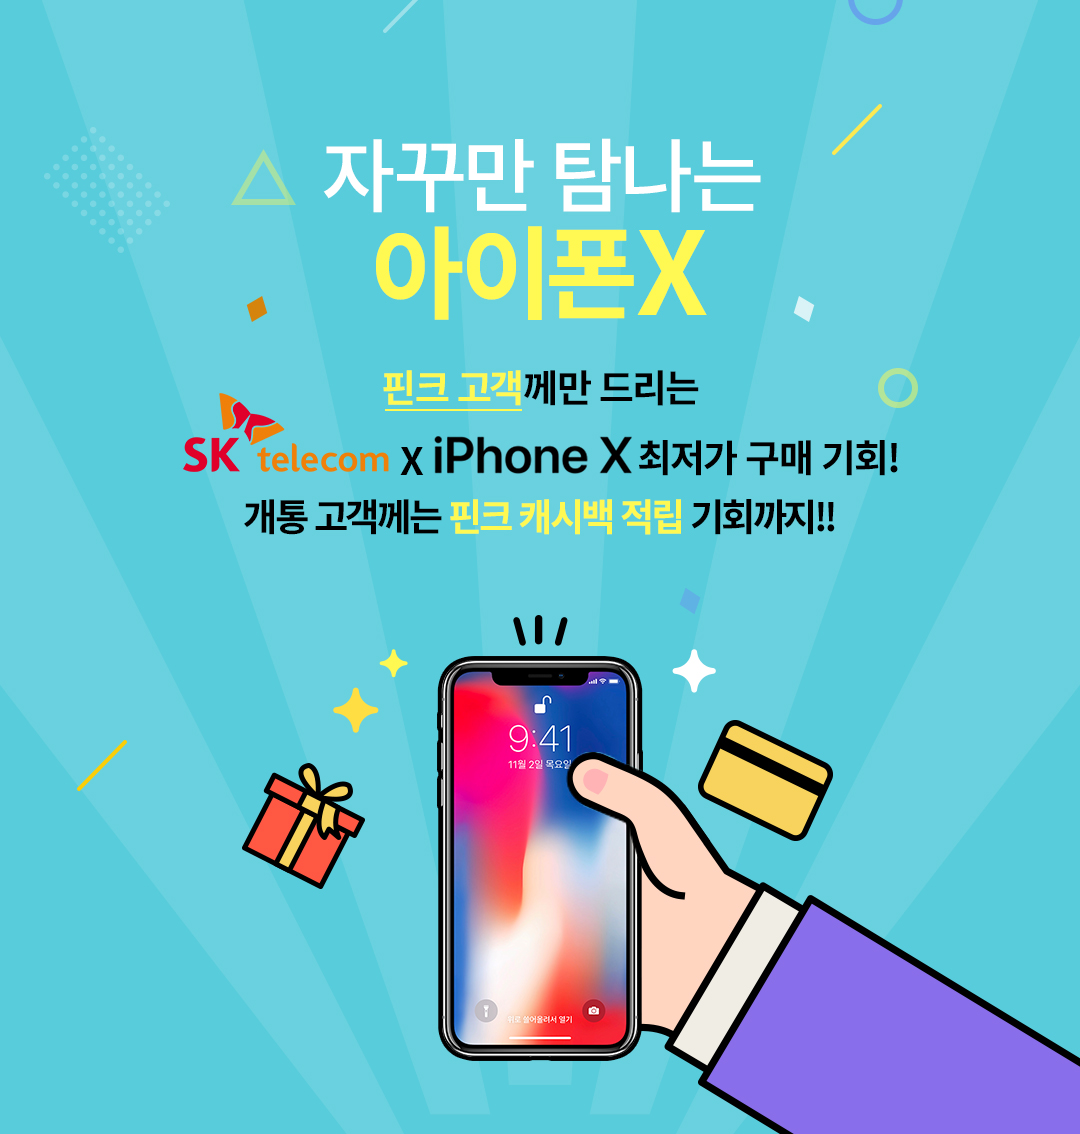 자꾸만 탐나는
아이폰X
핀크 고객께만 드리는
SK telecom X iPhone X 최저가 구매 기회!
개통 고객께는 핀크 캐시백 적립 기회까지!!
9:41
11월 2일 목요일
위로 쓸어올려서 열기